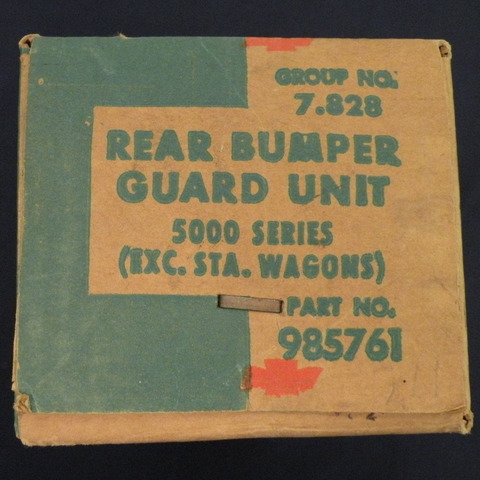 GROUP NO.
7.828
REAR BUMPER
GUARD UNIT
5000 SERIES
(EXC. STA. WAGONS)
PART NO.
985761